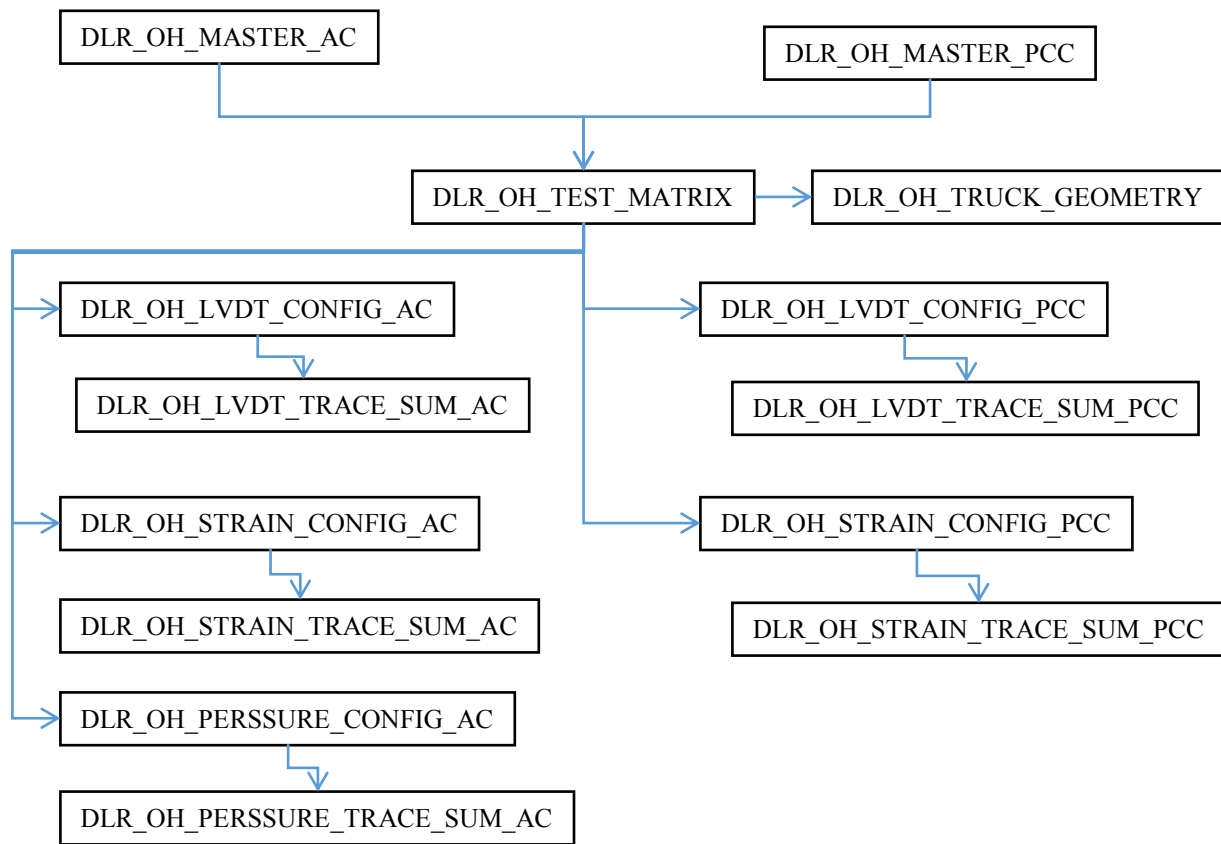 DLR_OH_MASTER_AC
DLR_OH_MASTER_PCC
DLR_OH_TEST_MATRIX
DLR_OH_TRUCK_GEOMETRY
DLR_OH_LVDT_CONFIG_AC
DLR_OH_LVDT_CONFIG_PCC
DLR_OH_LVDT_TRACE_SUM_AC
DLR_OH_LVDT_TRACE_SUM_PCC
DLR_OH_STRAIN_CONFIG_AC
DLR_OH_STRAIN_CONFIG_PCC
DLR_OH_STRAIN_TRACE_SUM_AC
DLR_OH_STRAIN_TRACE_SUM_PCC
DLR_OH_PERSSURE_CONFIG_AC
DLR_OH_PERSSURE_TRACE_SUM_AC